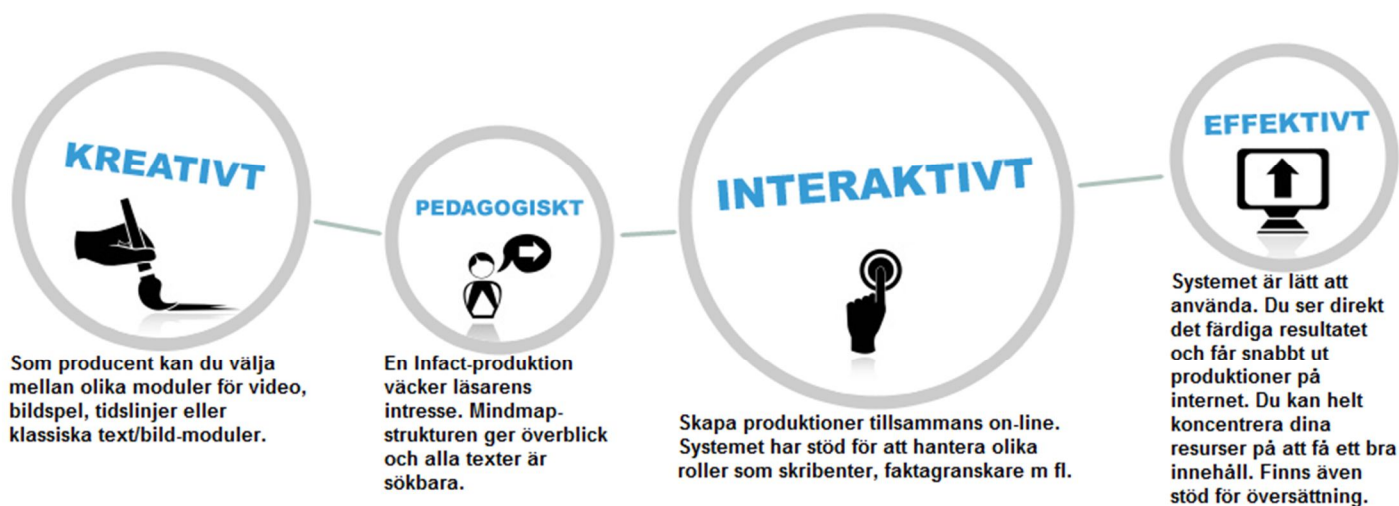 KREATIVT
Som producent kan du välja
mellan olika moduler för video,
bildspel, tidslinjer eller
klassiska text/bild-moduler.
PEDAGOGISKT
En Infact-produktion
väcker läsarens
intresse. Mindmap-
strukturen ger överblick
och alla texter är
sökbara.
INTERAKTIVT
Skapa produktioner tillsammans on-line.
Systemet har stöd för att hantera olika
roller som skribenter, faktagranskare m fl.
EFFEKTIVT
Systemet är lätt att
använda. Du ser direkt
det färdiga resultatet
och får snabbt ut
produktioner på
internet. Du kan helt
koncentrera dina
resurser på att få ett bra
innehåll. Finns även
stöd för översättning.